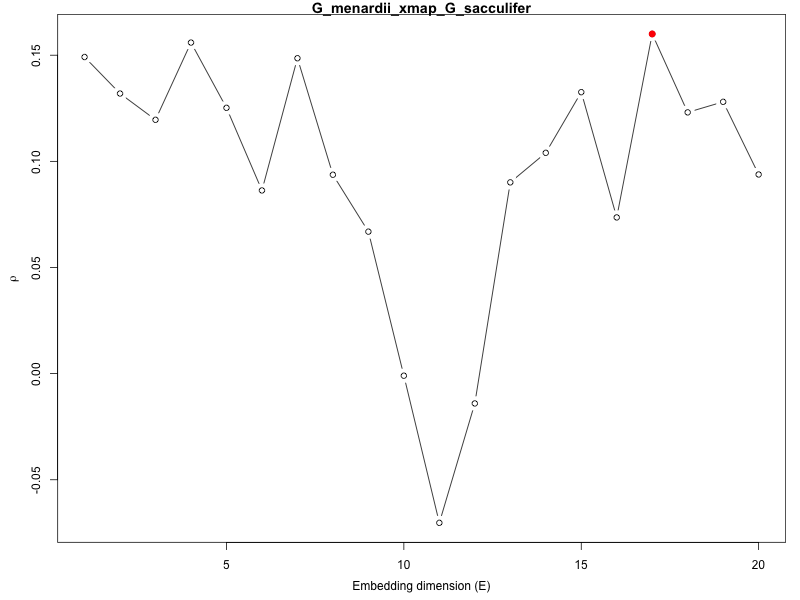 G_menardii_xmap_G_sacculifer
0.15
0.10
0.05
0.00
-0.05
ρ
5 10 15 20
Embedding dimension (E)